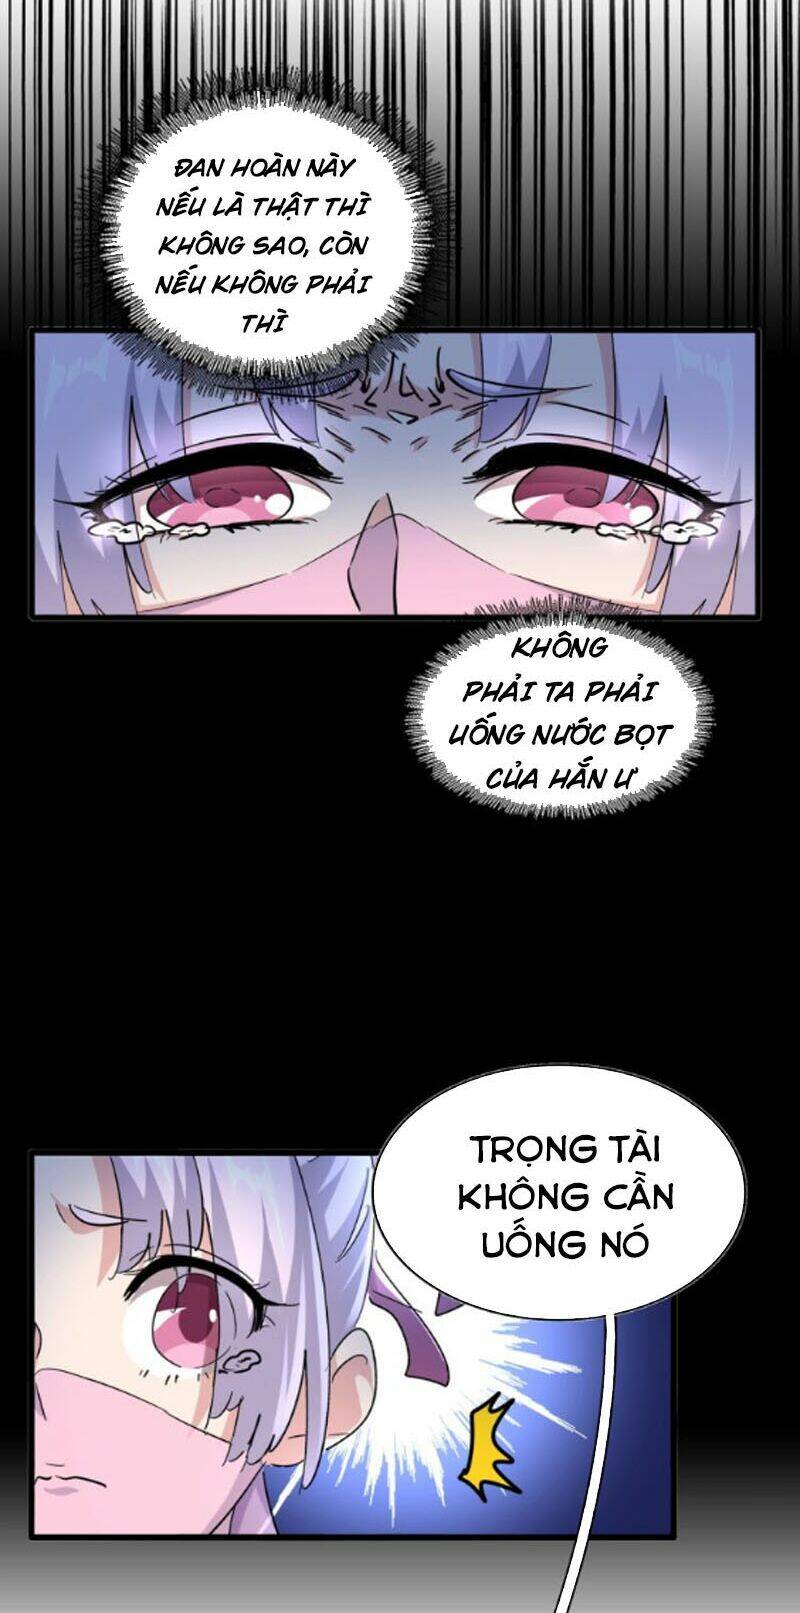 ĐAN HOÀN NÀY
NẾU LÀ THẬT THÌ
KHÔNG SAO, CÒN
NẾU KHÔNG PHẢI
THÌ
KHÔNG
PHẢI TA PHẢI
UỐNG NƯỚC BỌT
CỦA HẮN Ư
TRỌNG TÀI
KHÔNG CẦN
UỐNG NÓ